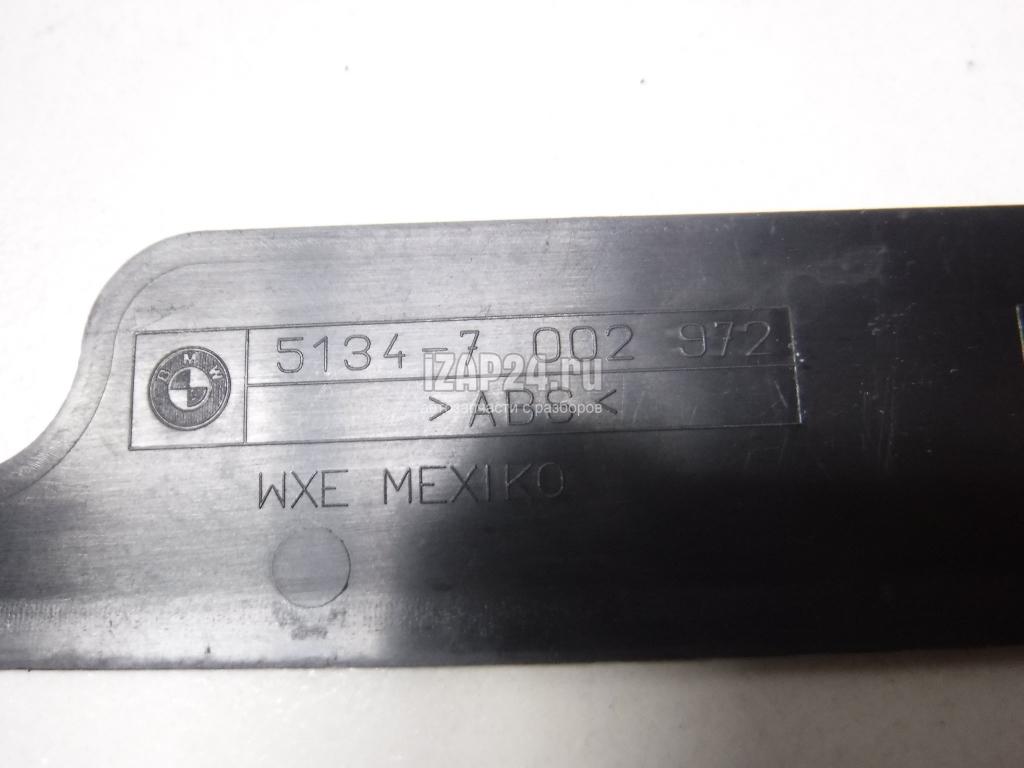 BMW
5134-7 002 972
iZAP24.ru
>ABS<
автозапчасти с разборов
WXE MEXIKO